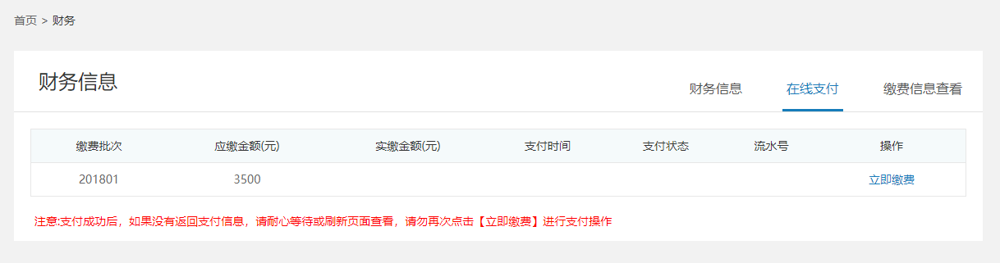 首页 > 财务
财务信息
财务信息 在线支付 缴费信息查看
缴费批次 应缴金额(元) 实缴金额(元) 支付时间 支付状态 流水号 操作
201801 3500 立即缴费
注意:支付成功后，如果没有返回支付信息，请耐心等待或刷新页面查看，请勿再次点击【立即缴费】进行支付操作